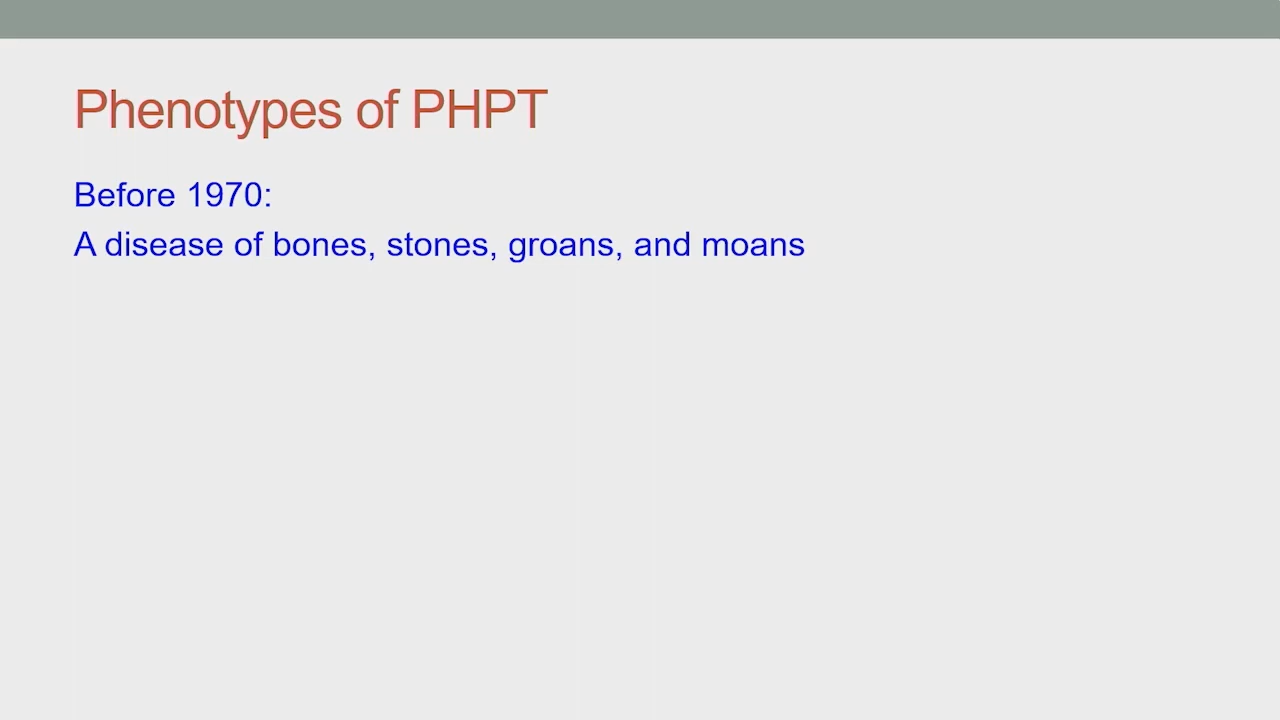 Phenotypes of PHPT
Before 1970:
A disease of bones, stones, groans, and moans